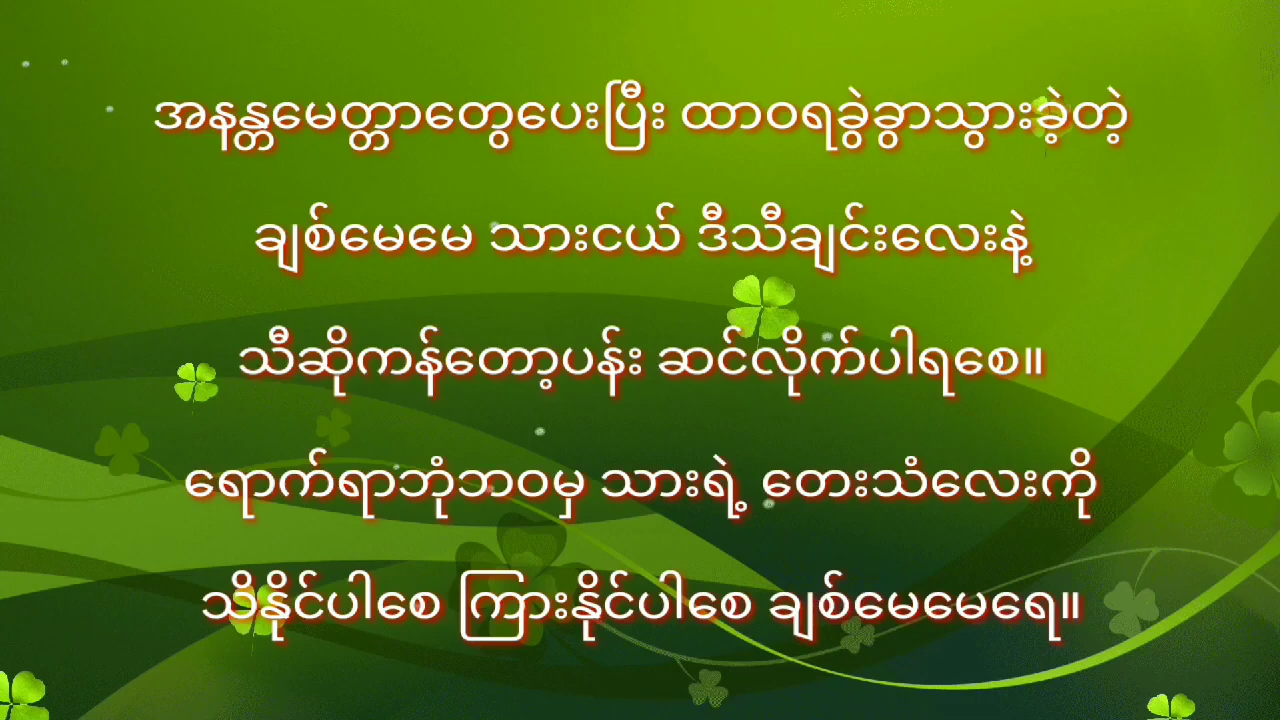 အနန္တမေတ္တာတွေပေးပြီး ထာဝရခွဲခွာသွားခဲ့တဲ့
ချစ်မေမေ သားငယ် ဒီသီချင်းလေးနဲ့
သီဆိုကန်တော့ပန်း ဆင်လိုက်ပါရစေ။
ရောက်ရာဘုံဘဝမှ သားရဲ့ တေးသံလေးကို
သိနိုင်ပါစေ ကြားနိုင်ပါစေ ချစ်မေမေရေ။